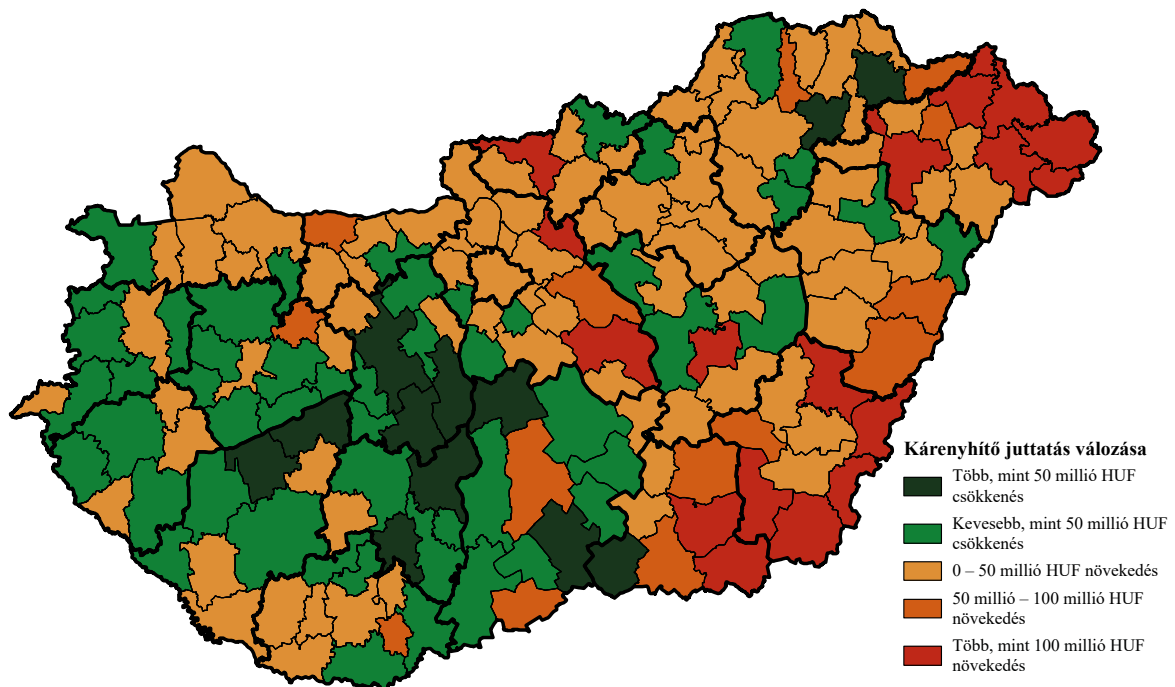 Kárenyhítő juttatás válozása
Több, mint 50 millió HUF
csökkenés
Kevesebb, mint 50 millió HUF
csökkenés
0 – 50 millió HUF növekedés
50 millió – 100 millió HUF
növekedés
Több, mint 100 millió HUF
növekedés